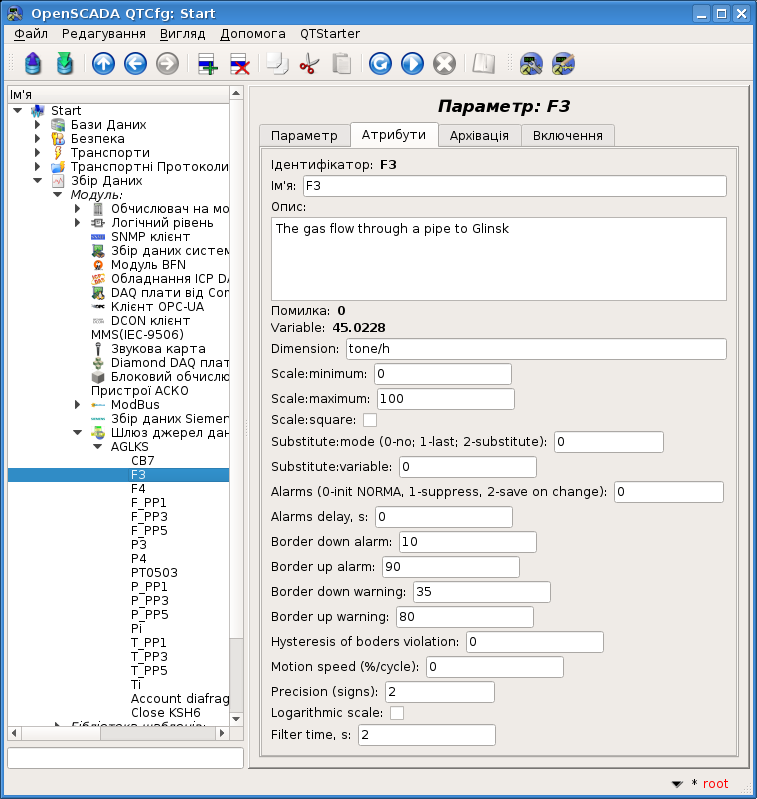 OpenSCADA QTCfg: Start
Файл Редагування Вигляд Допомога QTStarter
Ім'я
Start
Бази Даних
Безпека
Транспорти
Транспортні Протоколи
Збір Даних
Модуль:
Обчислювач на мо
Логічний рівень
SNMP клієнт
Збір даних систем
Модуль BFN
Обладнання ICP DA
DAQ плати від Com
Клієнт OPC-UA
DCON клієнт
MMS(IEC-9506)
Звукова карта
Diamond DAQ плат
Блоковий обчислю
Пристрої АСКО
ModBus
Збір даних Siemen
Шлюз джерел дан
AGLKS
CB7
F3
F4
F_PP1
F_PP3
F_PP5
P3
P4
PT0503
P_PP1
P_PP3
P_PP5
Pi
T_PP1
T_PP3
T_PP5
Ti
Account diafrag
Close KSH6
Бібліотека шаблонів:
Параметр: F3
Параметр Атрибути Архівація Включення
Ідентифікатор: F3
Ім'я: F3
Опис:
The gas flow through a pipe to Glinsk
Помилка: 0
Variable: 45.0228
Dimension: tone/h
Scale:minimum: 0
Scale:maximum: 100
Scale:square:
Substitute:mode (0-no; 1-last; 2-substitute): 0
Substitute:variable: 0
Alarms (0-init NORMA, 1-suppress, 2-save on change): 0
Alarms delay, s: 0
Border down alarm: 10
Border up alarm: 90
Border down warning: 35
Border up warning: 80
Hysteresis of boders violation: 0
Motion speed (%/cycle): 0
Precision (signs): 2
Logarithmic scale:
Filter time, s: 2
* root